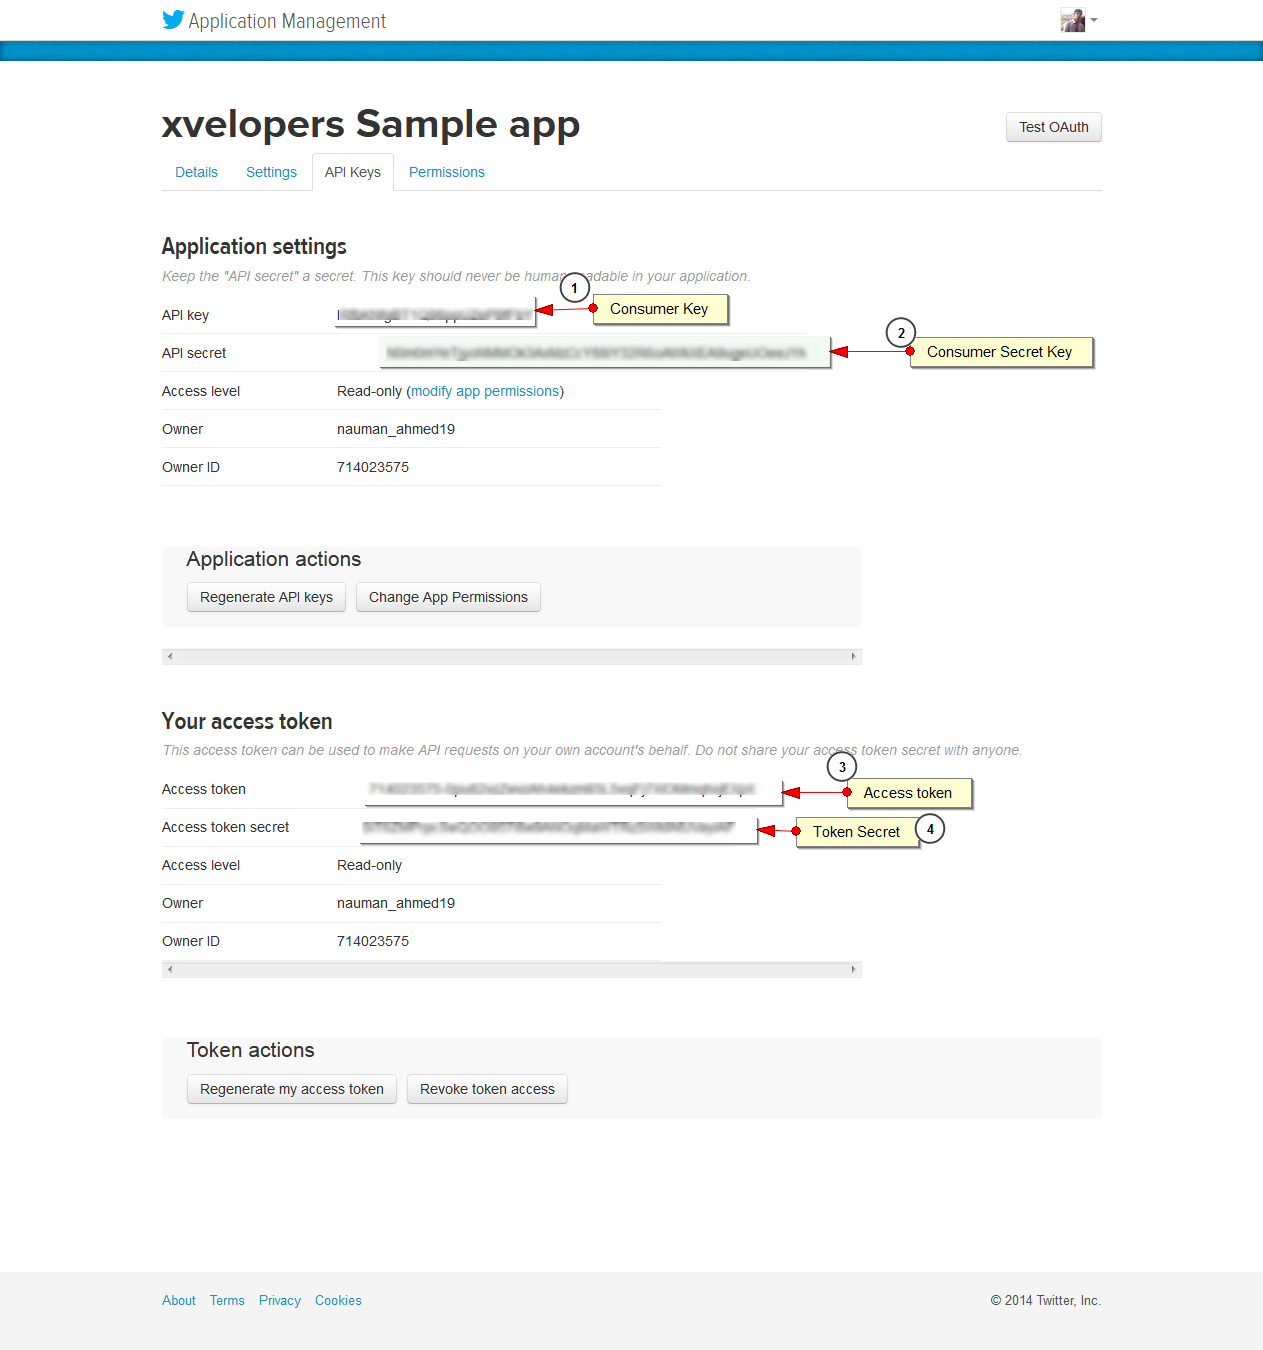 Application Management
xvelopers Sample app
Test OAuth
Details Settings API Keys Permissions
Application settings
Keep the "API secret" a secret. This key should never be human readable in your application.
1
API key
Consumer Key
2
API secret
Consumer Secret Key
Access level Read-only (modify app permissions)
Owner nauman_ahmed19
Owner ID 714023575
Application actions
Regenerate API keys Change App Permissions
Your access token
This access token can be used to make API requests on your own account's behalf. Do not share your access token secret with anyone.
3
Access token
Access token
Access token secret
Token Secret 4
Access level Read-only
Owner nauman_ahmed19
Owner ID 714023575
Token actions
Regenerate my access token Revoke token access
About Terms Privacy Cookies © 2014 Twitter, Inc.